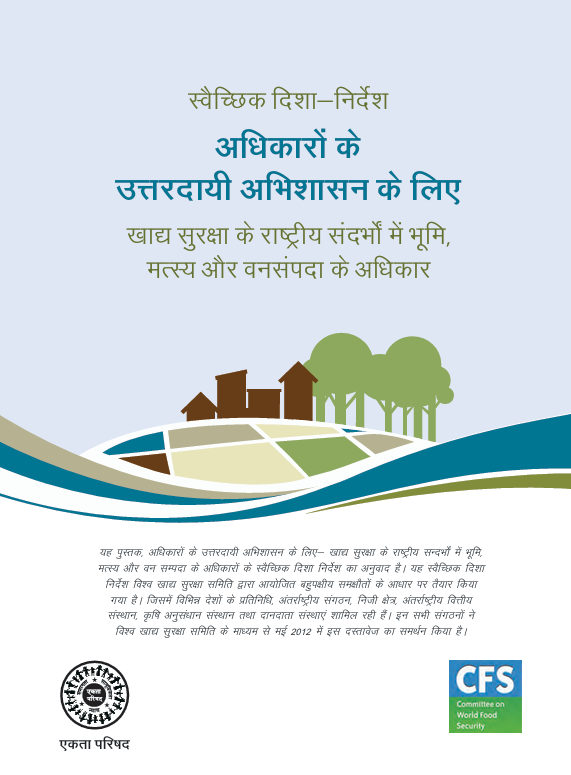 स्वैच्छिक दिशा–निर्देश
अधिकारों के
उत्तरदायी अभिशासन के लिए
खाद्य सुरक्षा के राष्ट्रीय संदर्भों में भूमि,
मत्स्य और वनसंपदा के अधिकार
यह पुस्तक, अधिकारों के उत्तरदायी अभिशासन के लिए– खाद्य सुरक्षा के राष्ट्रीय सन्दर्भों में भूमि,
मत्स्य और वन सम्पदा के अधिकारों के स्वैच्छिक दिशा निर्देश का अनुवाद है। यह स्वैच्छिक दिशा
निर्देश विश्व खाद्य सुरक्षा समिति द्वारा आयोजित बहुपक्षीय समक्षौतों के आधार पर तैयार किया
गया है। जिसमें विभिन्न देशों के प्रतिनिधि, अंतर्राष्ट्रीय संगठन, निजी क्षेत्र, अंतर्राष्ट्रीय वित्तीय
संस्थान, कृषि अनुसंधान संस्थान तथा दानदाता संस्थाएं शामिल रही हैं। इन सभी संगठनों ने
विश्व खाद्य सुरक्षा समिति के माध्यम से मई 2012 में इस दस्तावेज का समर्थन किया है।
एकता
परिषद
एकता परिषद
CFS
Committee on
World Food
Security